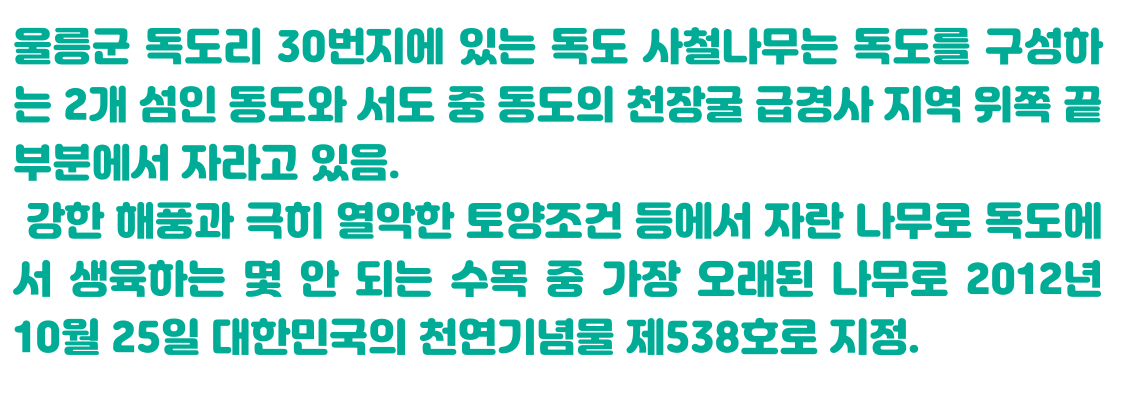 울릉군 독도리 30번지에 있는 독도 사철나무는 독도를 구성하
는 2개 섬인 동도와 서도 중 동도의 천장굴 급경사 지역 위쪽 끝
부분에서 자라고 있음.
강한 해풍과 극히 열악한 토양조건 등에서 자란 나무로 독도에
서 생육하는 몇 안 되는 수목 중 가장 오래된 나무로 2012년
10월 25일 대한민국의 천연기념물 제538호로 지정.